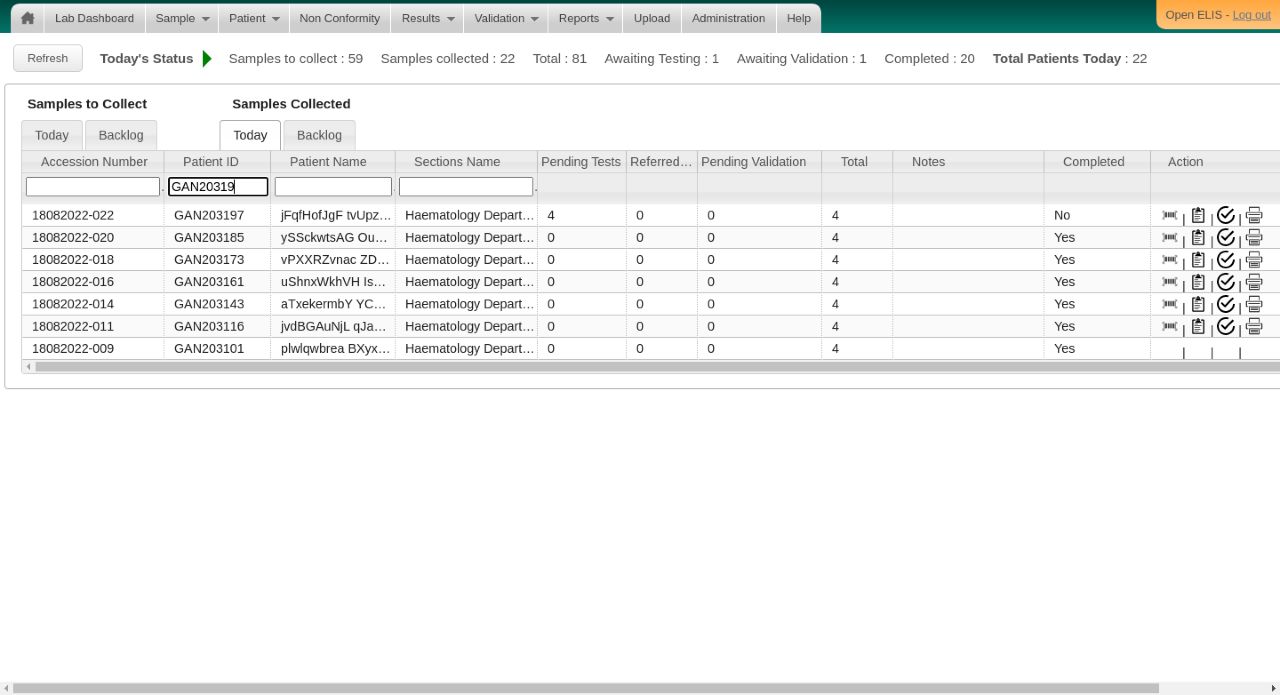 Lab Dashboard Sample Patient Non Conformity Results Validation Reports Upload Administration Help Open ELIS - Log out
Refresh Today's Status Samples to collect : 59 Samples collected : 22 Total : 81 Awaiting Testing : 1 Awaiting Validation : 1 Completed : 20 Total Patients Today : 22
Samples to Collect Samples Collected
Today Backlog Today Backlog
Accession Number Patient ID Patient Name Sections Name Pending Tests Referred… Pending Validation Total Notes Completed Action
GAN20319
18082022-022 GAN203197 jFqfHofJgF tvUpz… Haematology Depart… 4 0 0 4 No | | |
18082022-020 GAN203185 ySSckwtsAG Ou… Haematology Depart… 0 0 0 4 Yes | | |
18082022-018 GAN203173 vPXXRZvnac ZD… Haematology Depart… 0 0 0 4 Yes | | |
18082022-016 GAN203161 uShnxWkhVH Is… Haematology Depart… 0 0 0 4 Yes | | |
18082022-014 GAN203143 aTxekermbY YC… Haematology Depart… 0 0 0 4 Yes | | |
18082022-011 GAN203116 jvdBGAuNjL qJa… Haematology Depart… 0 0 0 4 Yes | | |
18082022-009 GAN203101 plwlqwbrea BXyx… Haematology Depart… 0 0 0 4 Yes | | |